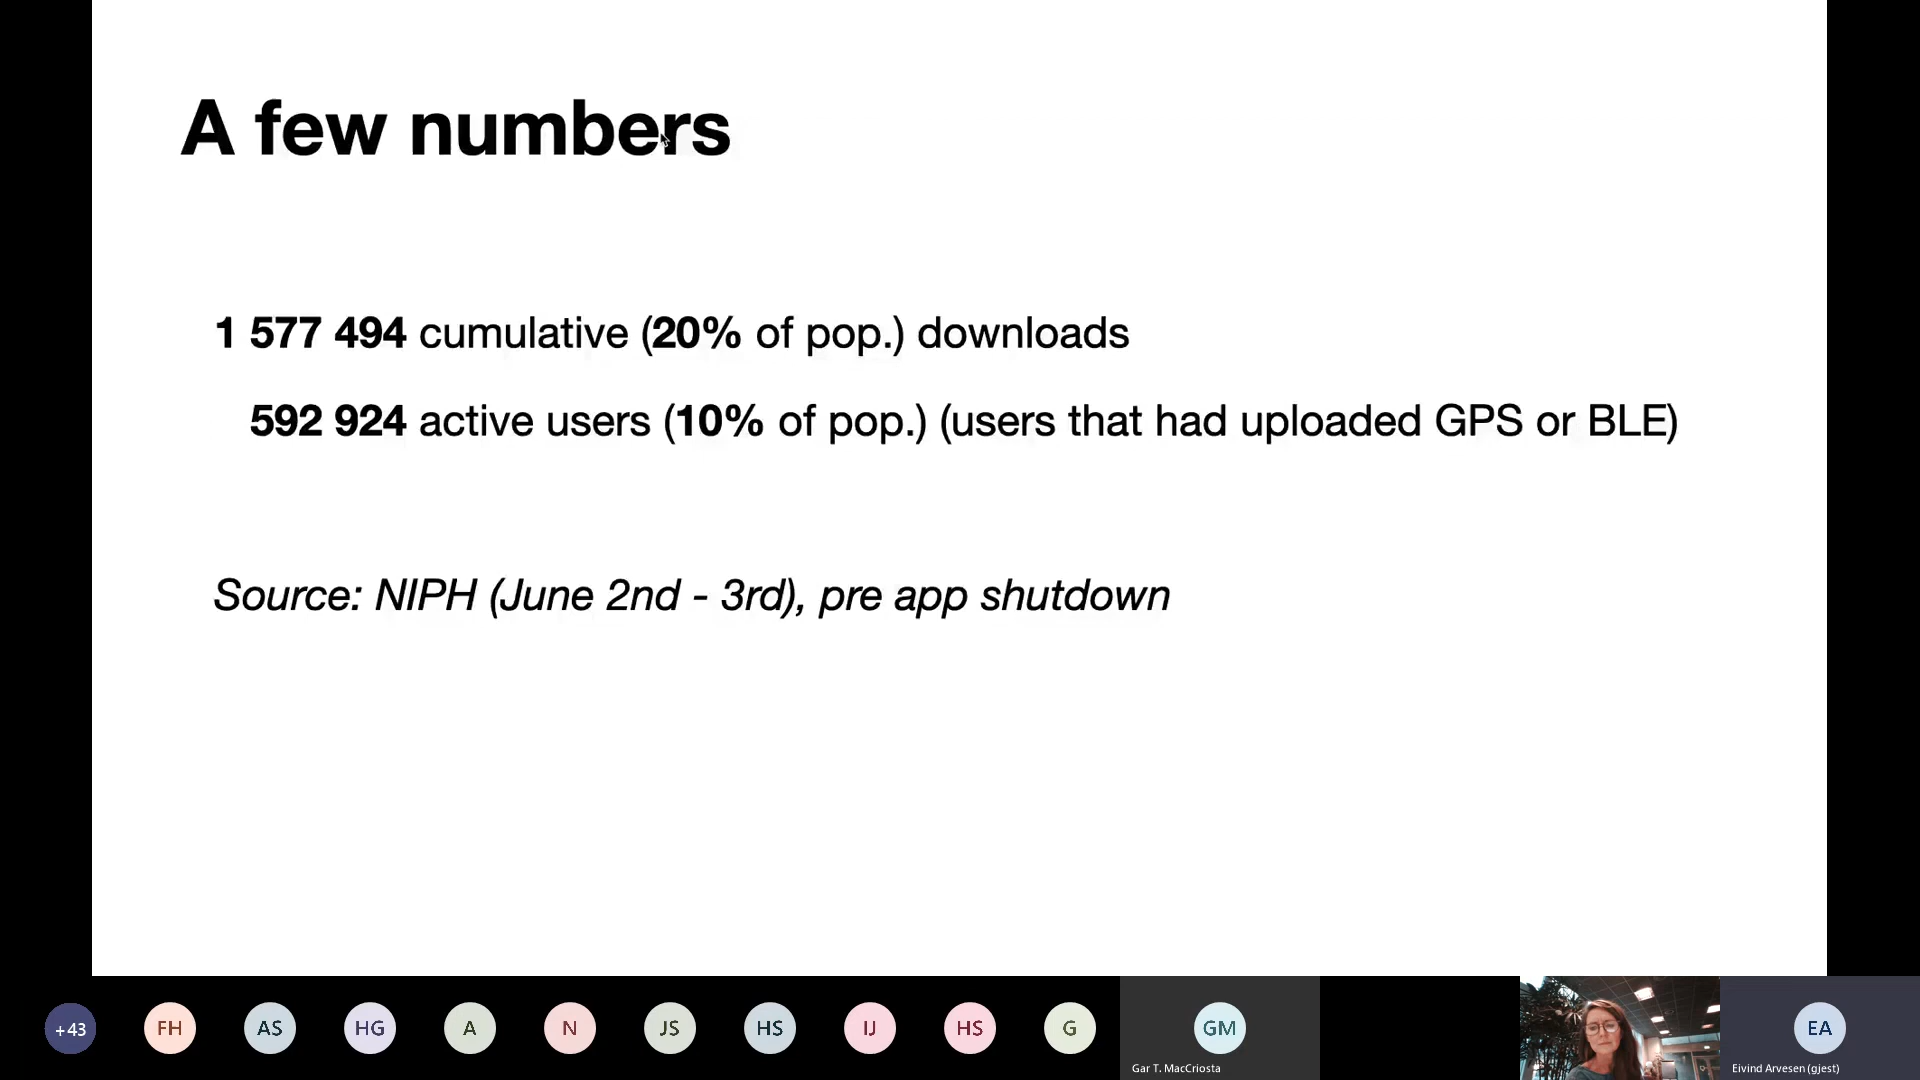 A few numbers
1 577 494 cumulative (20% of pop.) downloads
592 924 active users (10% of pop.) (users that had uploaded GPS or BLE)
Source: NIPH (June 2nd - 3rd), pre app shutdown
+43
FH
AS
HG
A
N
JS
HS
IJ
HS
G
GM
EA
Gar T. MacCriosta
Eivind Arvesen (gjest)